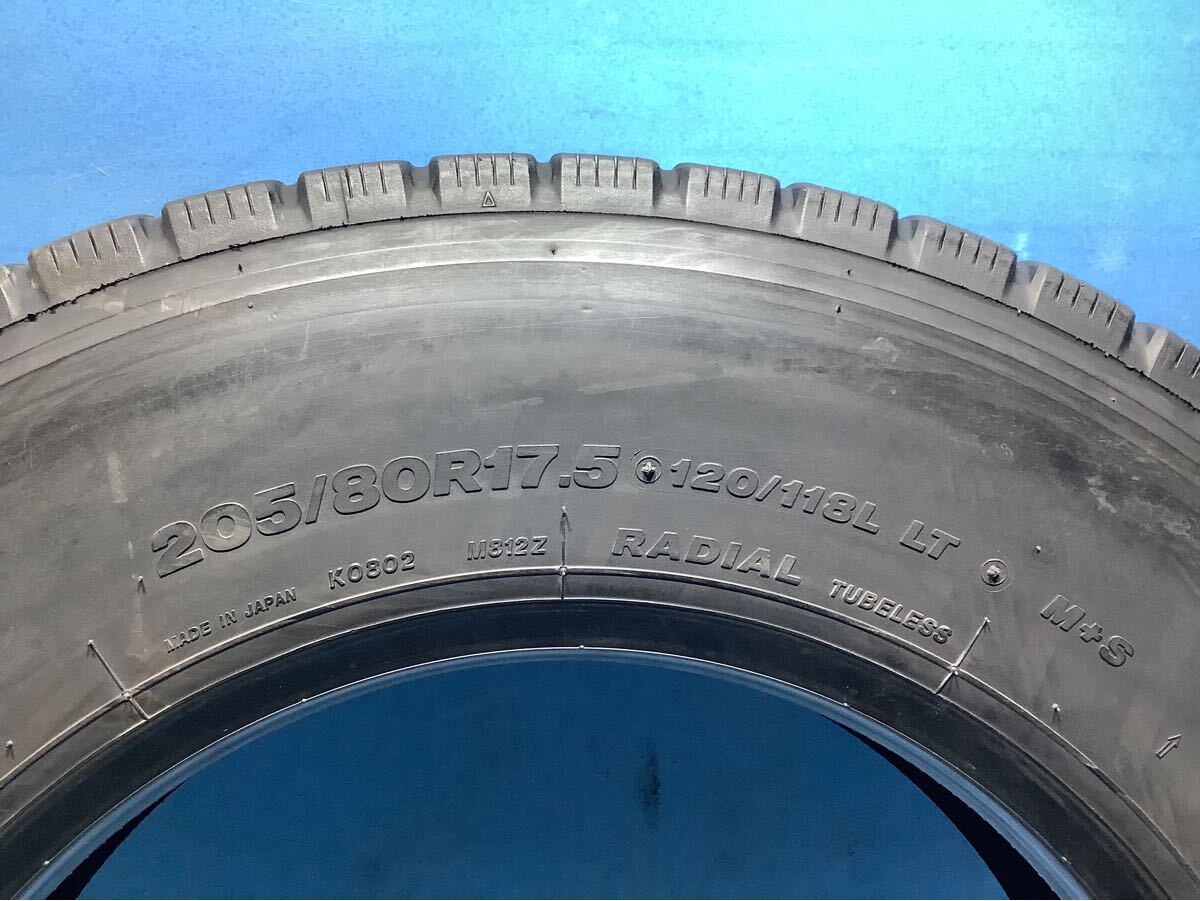 205/80R17.5 120/118L LT M+S
MADE IN JAPAN K0802 M812Z RADIAL TUBELESS